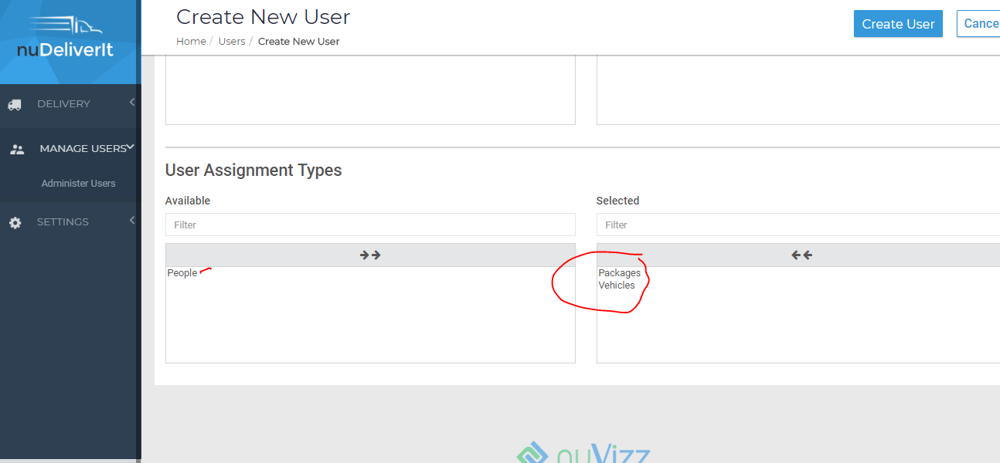 nuDeliverIt
Create New User
Home / Users / Create New User
Create User
Cance
DELIVERY
MANAGE USERS
Administer Users
SETTINGS
User Assignment Types
Available
Selected
Filter
Filter
People
Packages
Vehicles
nuVizz